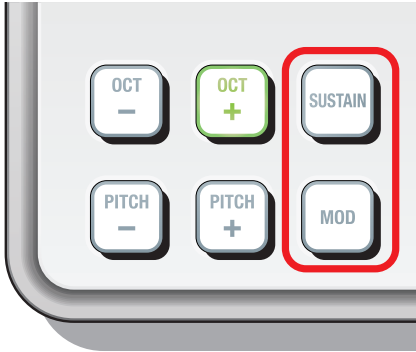 OCT
−
OCT
+
SUSTAIN
PITCH
−
PITCH
+
MOD